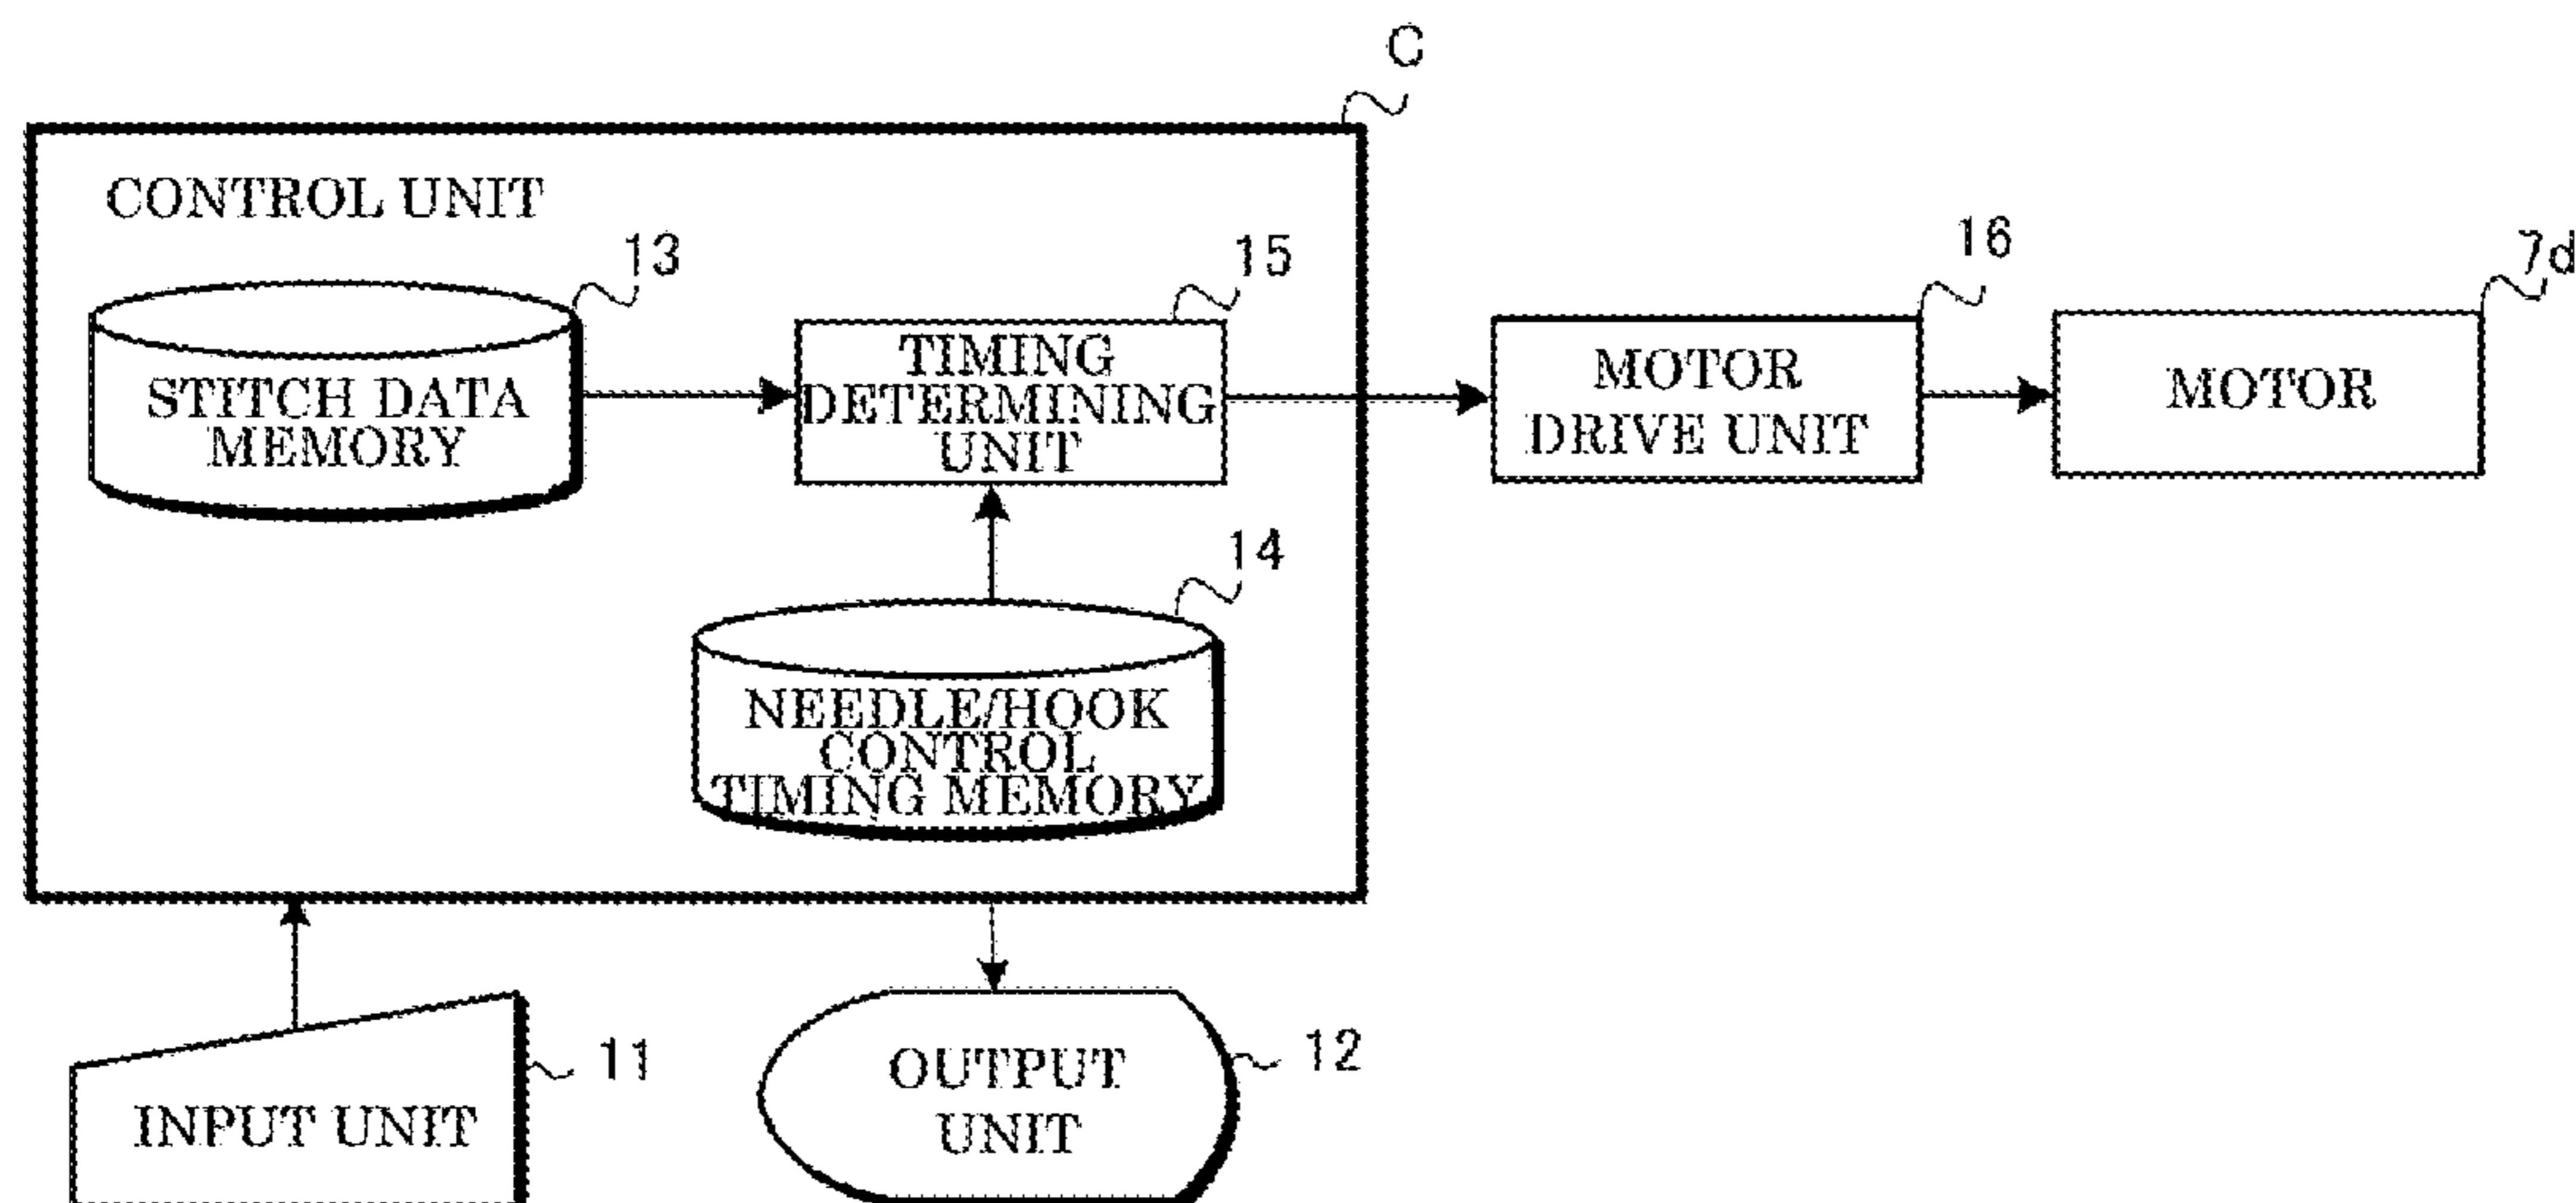 C
CONTROL UNIT
13
15
16
7d
STITCH DATA
MEMORY
TIMING
DETERMINING
UNIT
MOTOR
DRIVE UNIT
MOTOR
14
NEEDLE/HOOK
CONTROL
TIMING MEMORY
11
INPUT UNIT
12
OUTPUT
UNIT